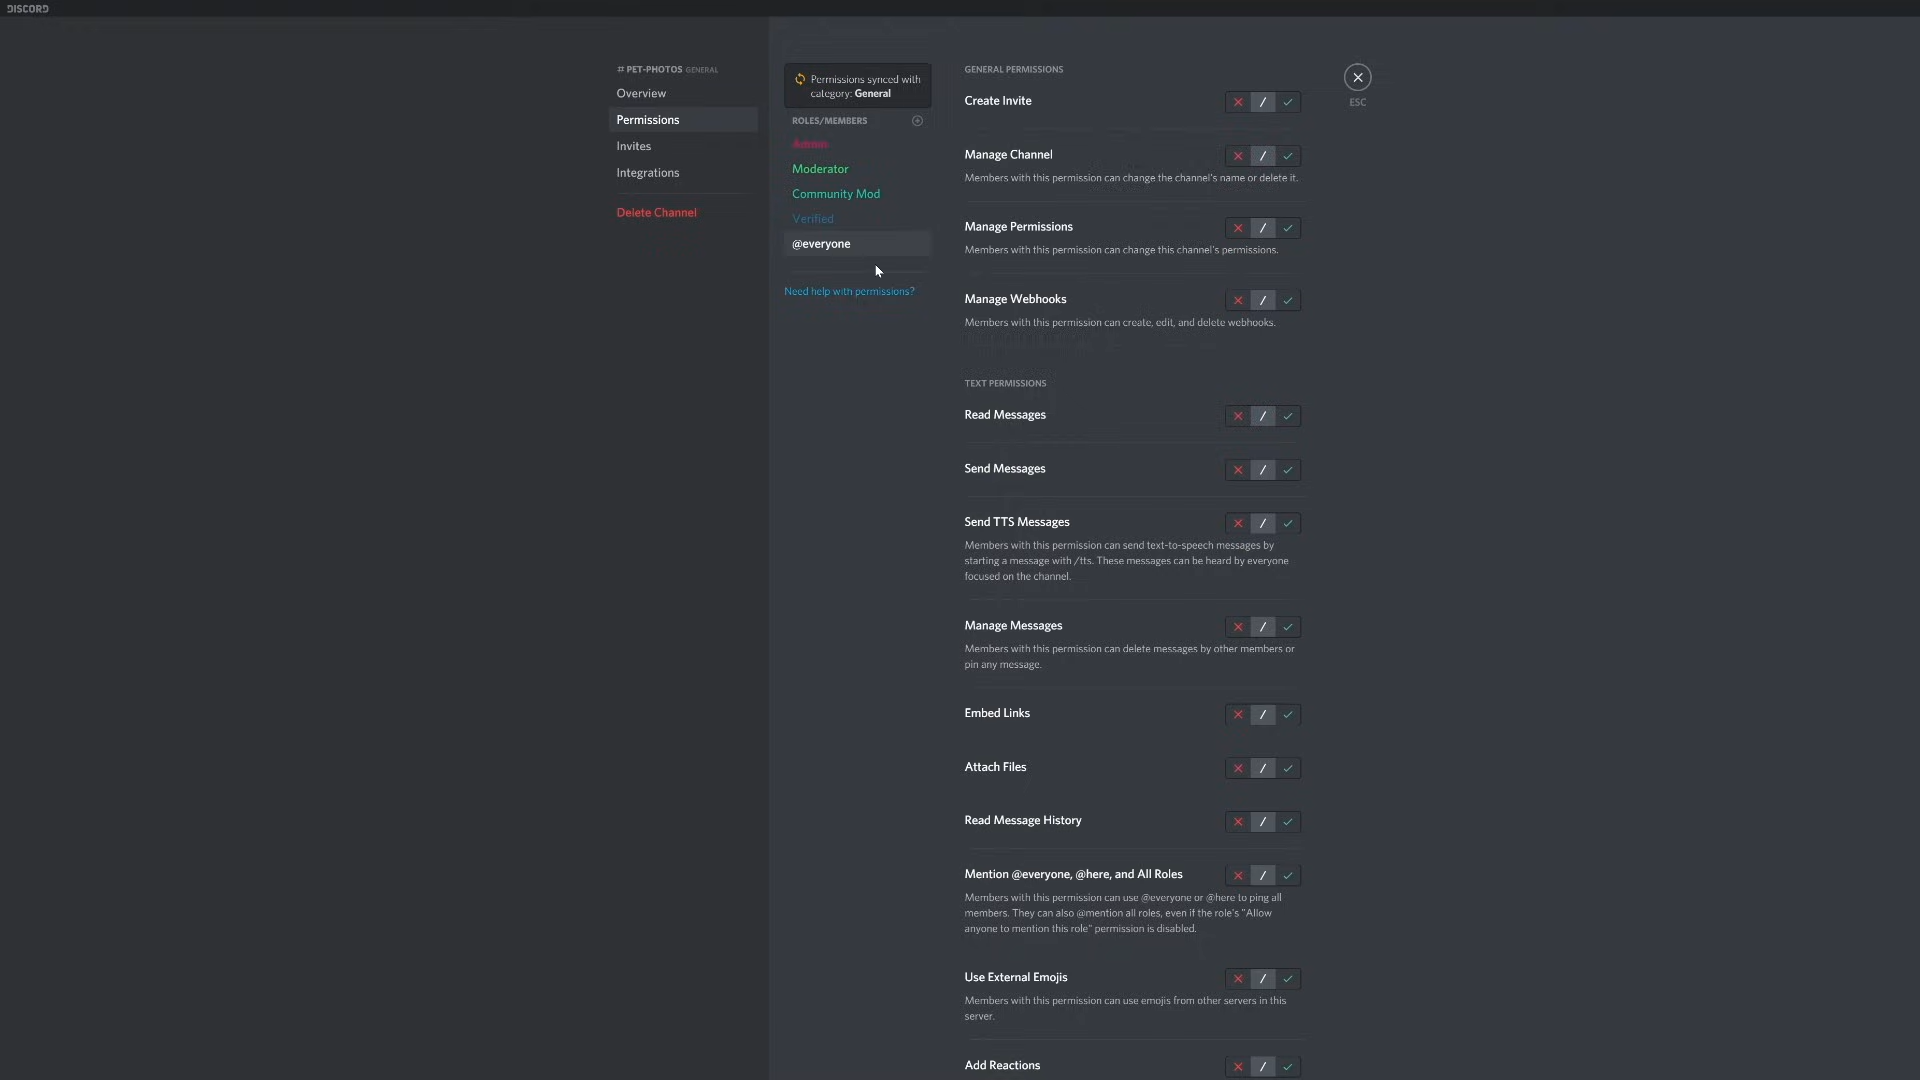 DISCORD
# PET-PHOTOS GENERAL
Overview
Permissions
Invites
Integrations
Delete Channel
Permissions synced with
category: General
ROLES/MEMBERS
Admin
Moderator
Community Mod
Verified
@everyone
Need help with permissions?
GENERAL PERMISSIONS
Create Invite
Manage Channel
Members with this permission can change the channel's name or delete it.
Manage Permissions
Members with this permission can change this channel's permissions.
Manage Webhooks
Members with this permission can create, edit, and delete webhooks.
TEXT PERMISSIONS
Read Messages
Send Messages
Send TTS Messages
Members with this permission can send text-to-speech messages by
starting a message with /tts. These messages can be heard by everyone
focused on the channel.
Manage Messages
Members with this permission can delete messages by other members or
pin any message.
Embed Links
Attach Files
Read Message History
Mention @everyone, @here, and All Roles
Members with this permission can use @everyone or @here to ping all
members. They can also @mention all roles, even if the role's "Allow
anyone to mention this role" permission is disabled.
Use External Emojis
Members with this permission can use emojis from other servers in this
server.
Add Reactions
ESC